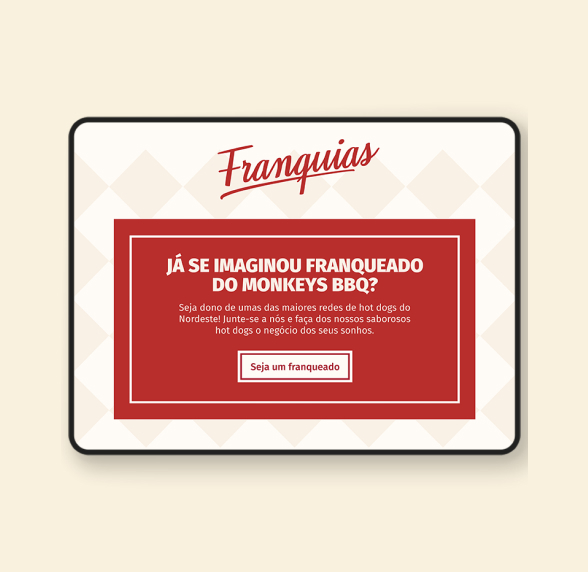 Franquias
JÁ SE IMAGINOU FRANQUEADO
DO MONKEYS BBQ?
Seja dono de umas das maiores redes de hot dogs do
Nordeste! Junte-se a nós e faça dos nossos saborosos
hot dogs o negócio dos seus sonhos.
Seja um franqueado